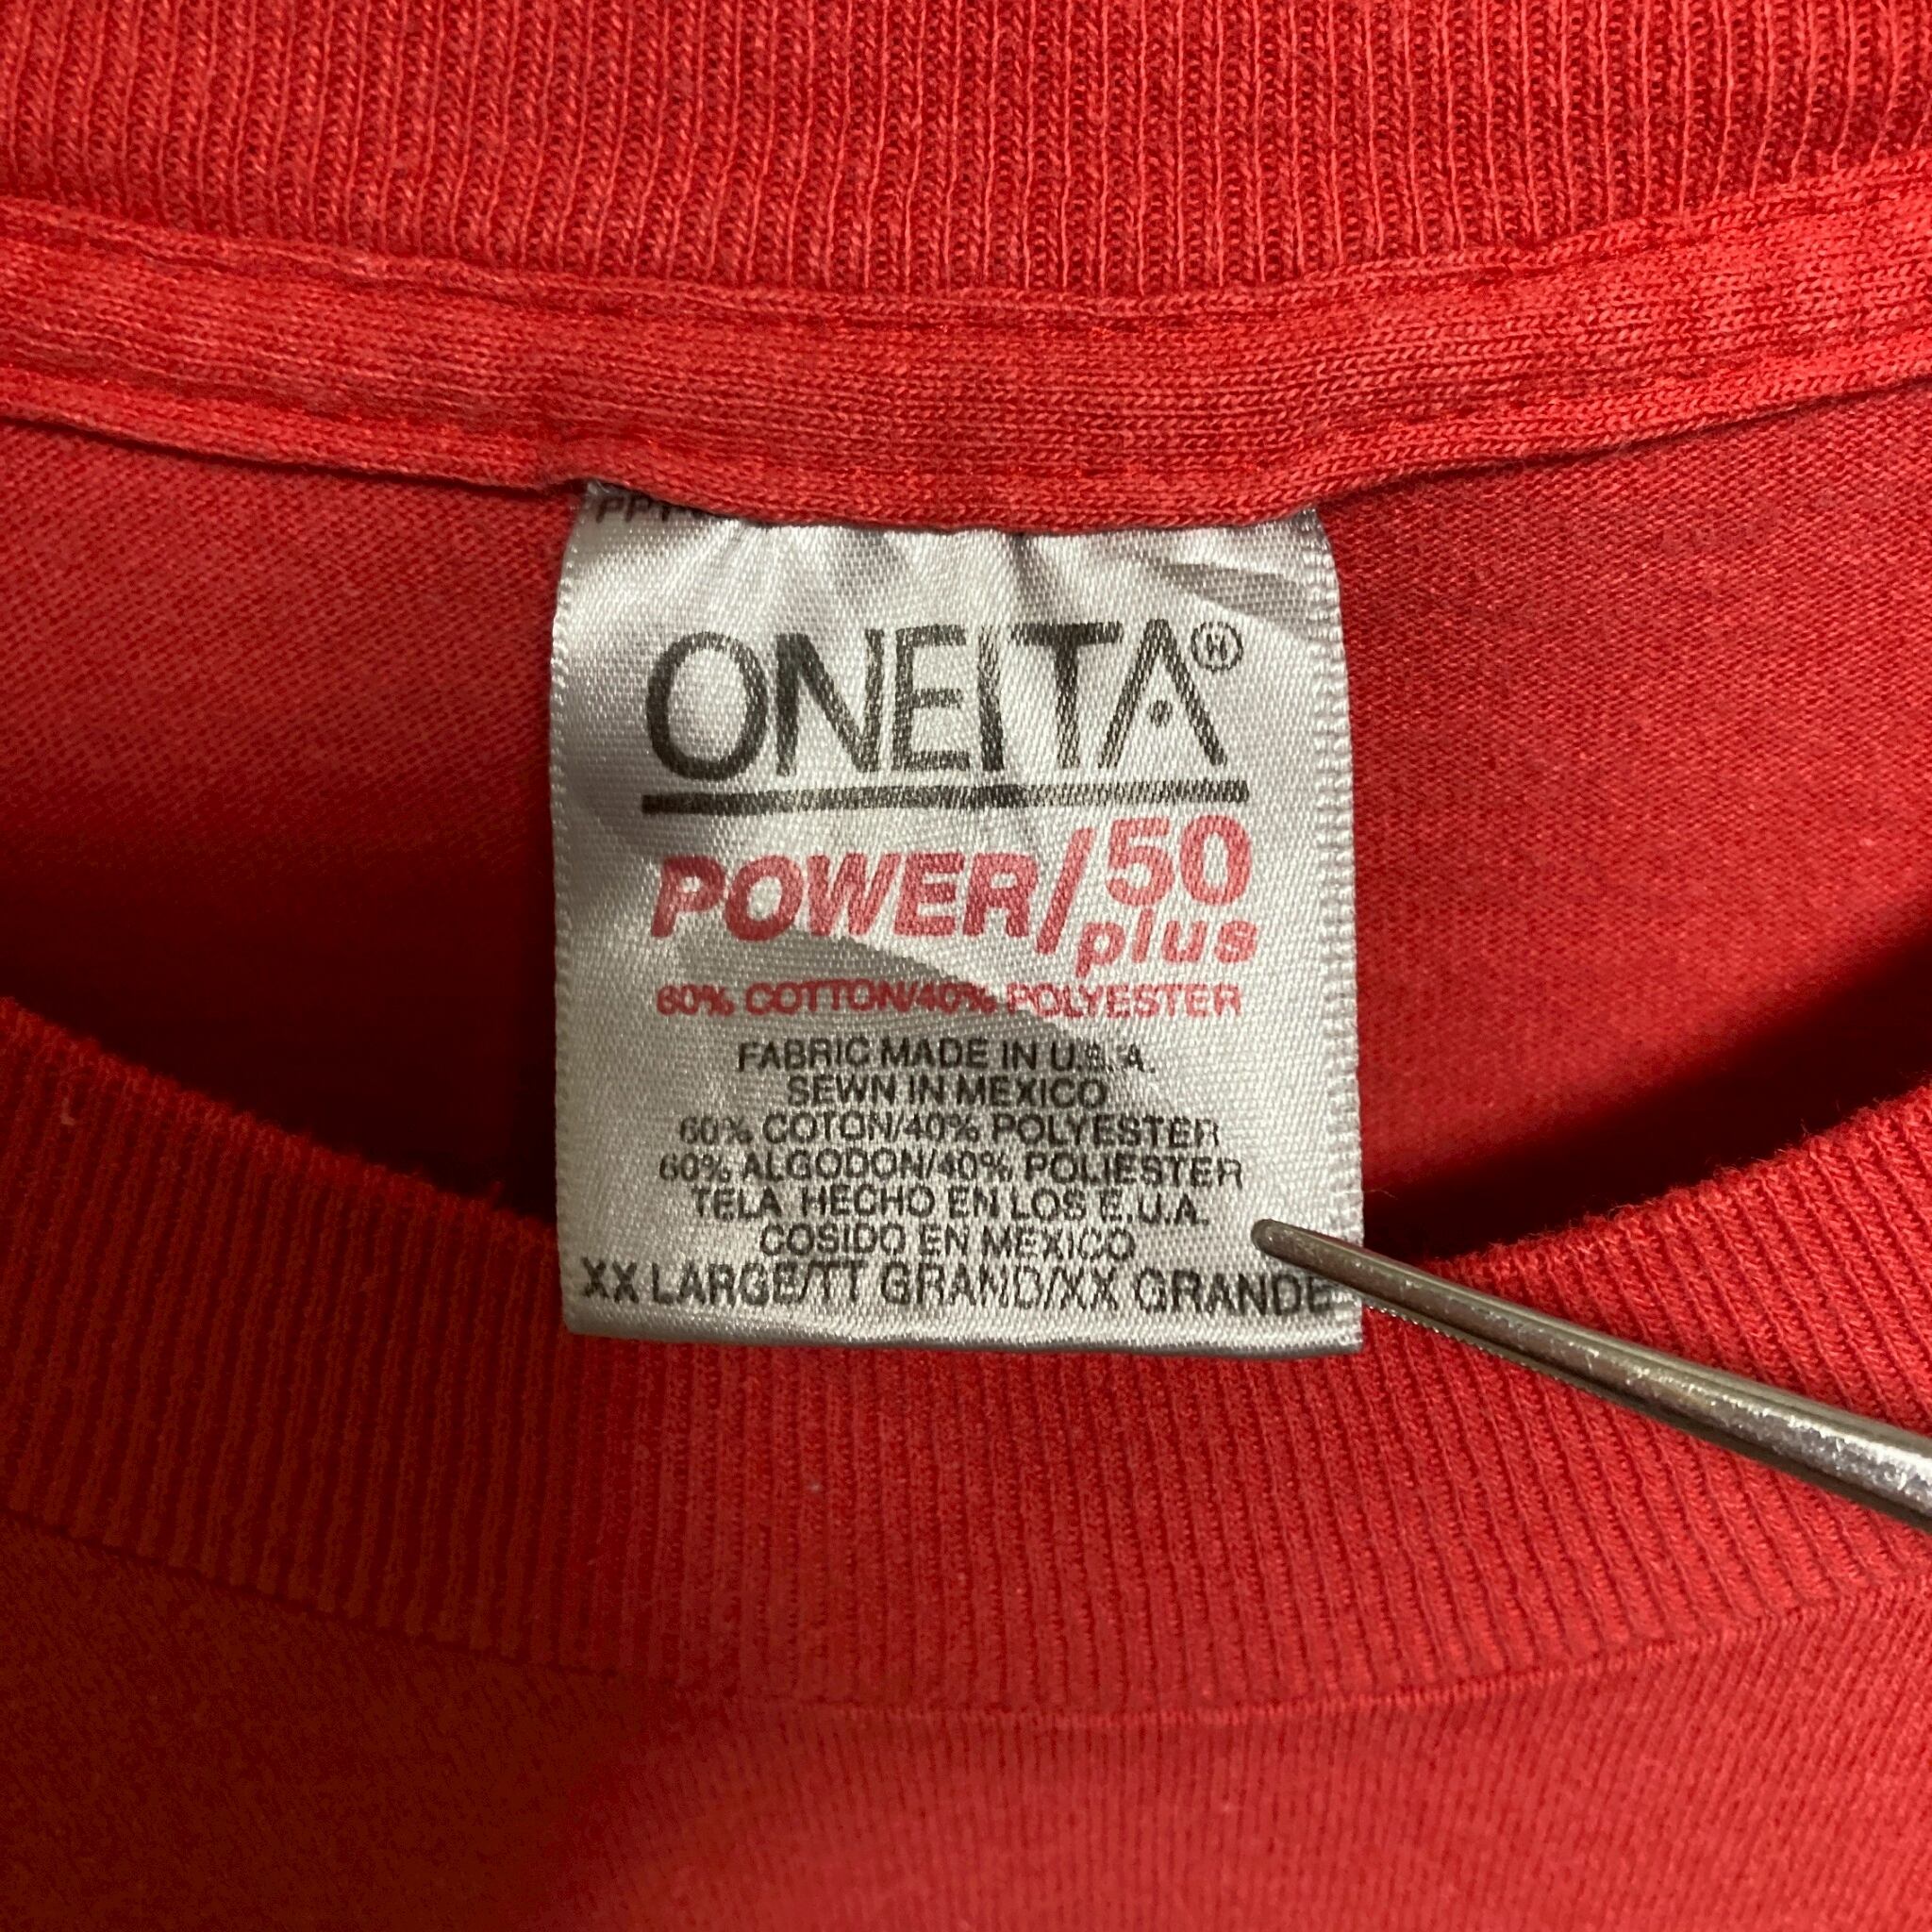 ONEITA®
POWER/50
plus
60% COTTON/40% POLYESTER
FABRIC MADE IN U.S.A.
SEWN IN MEXICO
60% COTON/40% POLYESTER
60% ALGODON/40% POLIESTER
TELA HECHO EN LOS E.U.A.
COSIDO EN MEXICO
XX LARGE/TT GRAND/XX GRANDE